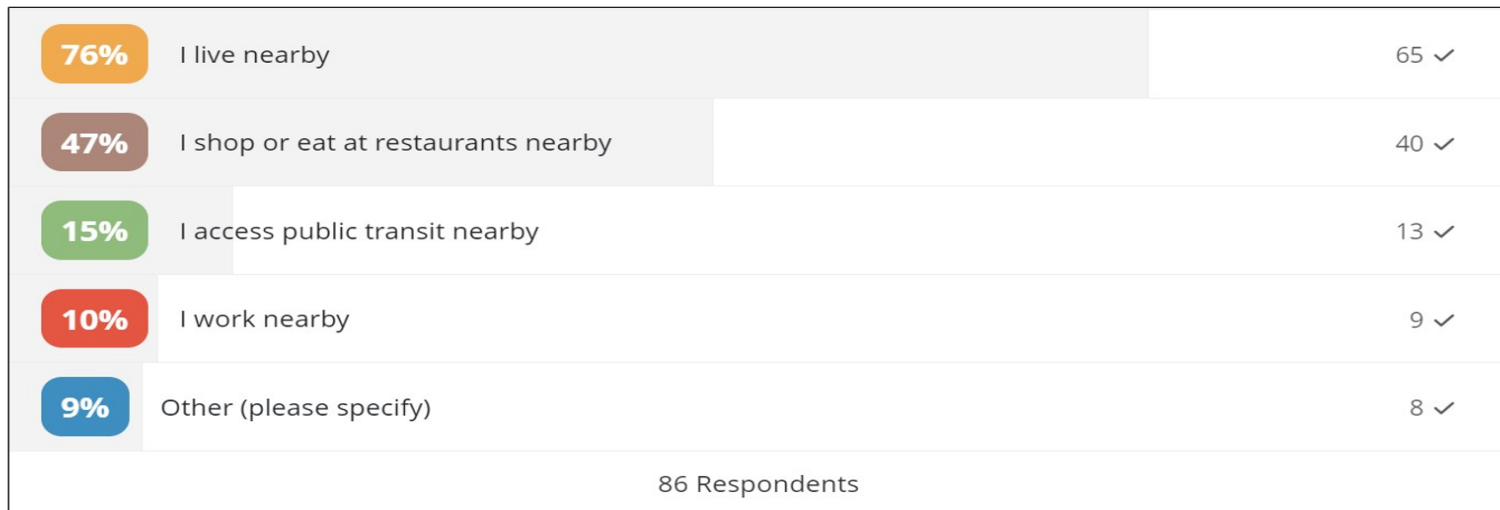 76% I live nearby 65 ✓
47% I shop or eat at restaurants nearby 40 ✓
15% I access public transit nearby 13 ✓
10% I work nearby 9 ✓
9% Other (please specify) 8 ✓
86 Respondents